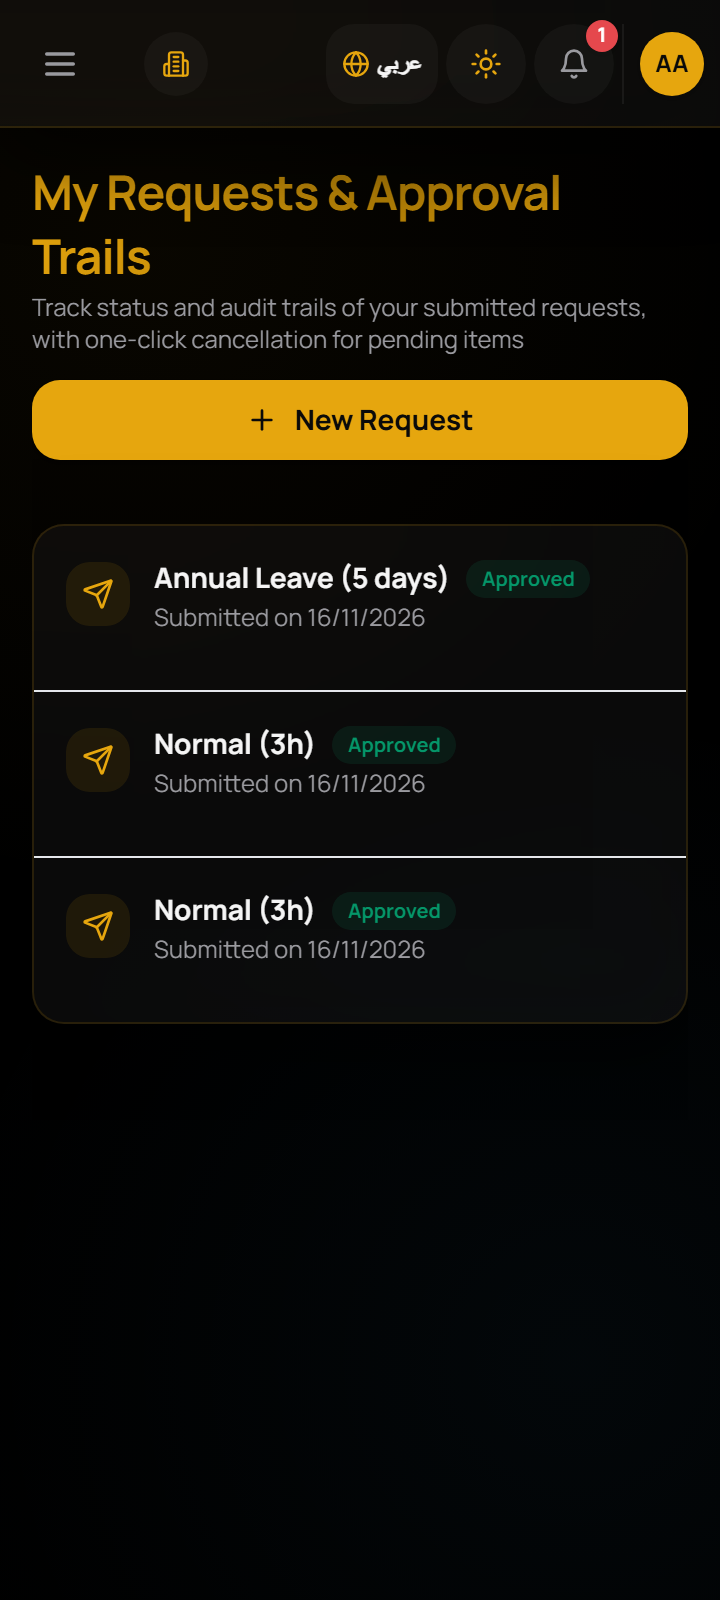 عربي
1
AA
My Requests & Approval
Trails
Track status and audit trails of your submitted requests,
with one-click cancellation for pending items
New Request
Annual Leave (5 days) Approved
Submitted on 16/11/2026
Normal (3h) Approved
Submitted on 16/11/2026
Normal (3h) Approved
Submitted on 16/11/2026